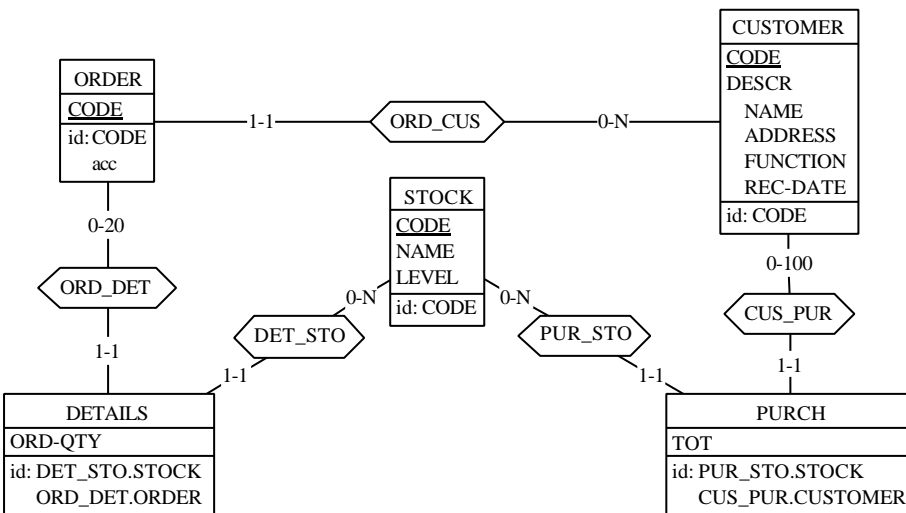 CUSTOMER
CODE
DESCR
NAME
ADDRESS
FUNCTION
REC-DATE
id: CODE
ORDER
CODE
id: CODE
acc
1-1
ORD_CUS
0-N
STOCK
CODE
NAME
LEVEL
id: CODE
0-20
ORD_DET
1-1
0-N
DET_STO
1-1
0-N
PUR_STO
1-1
0-100
CUS_PUR
1-1
DETAILS
ORD-QTY
id: DET_STO.STOCK
ORD_DET.ORDER
PURCH
TOT
id: PUR_STO.STOCK
CUS_PUR.CUSTOMER